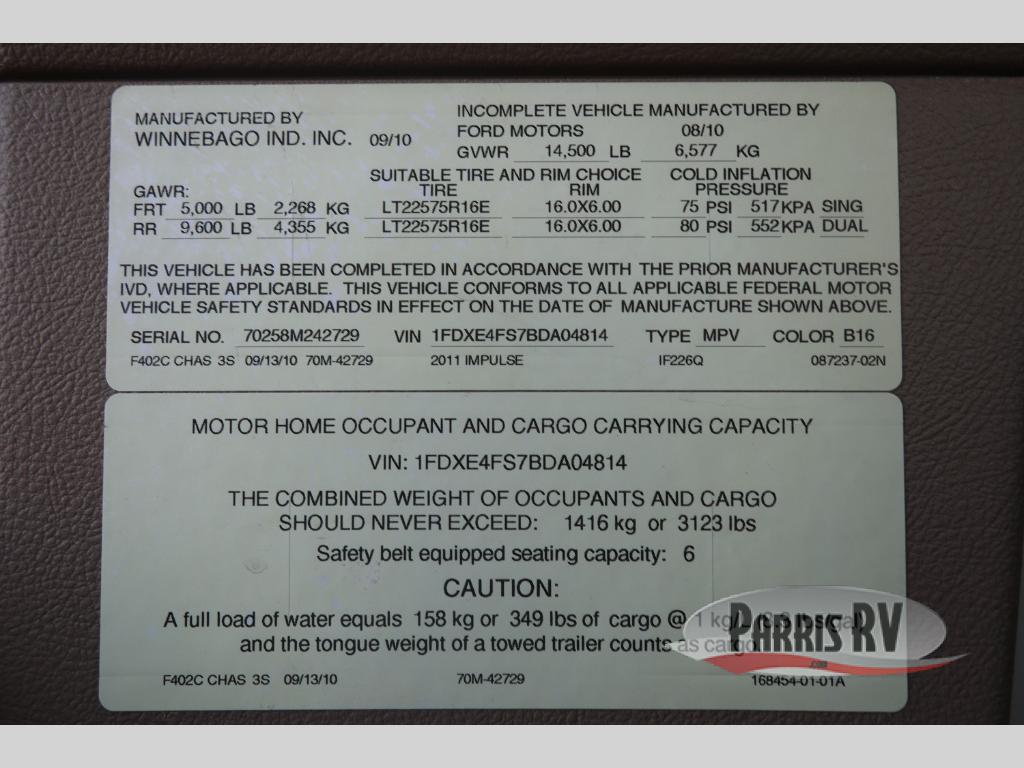 MANUFACTURED BY
WINNEBAGO IND. INC. 09/10
INCOMPLETE VEHICLE MANUFACTURED BY
FORD MOTORS 08/10
GVWR 14,500 LB 6,577 KG
SUITABLE TIRE AND RIM CHOICE COLD INFLATION
GAWR: TIRE RIM PRESSURE
FRT 5,000 LB 2,268 KG LT22575R16E 16.0X6.00 75 PSI 517 KPA SING
RR 9,600 LB 4,355 KG LT22575R16E 16.0X6.00 80 PSI 552 KPA DUAL
THIS VEHICLE HAS BEEN COMPLETED IN ACCORDANCE WITH THE PRIOR MANUFACTURER'S
IVD, WHERE APPLICABLE. THIS VEHICLE CONFORMS TO ALL APPLICABLE FEDERAL MOTOR
VEHICLE SAFETY STANDARDS IN EFFECT ON THE DATE OF MANUFACTURE SHOWN ABOVE.
SERIAL NO. 70258M242729 VIN 1FDXE4FS7BDA04814 TYPE MPV COLOR B16
F402C CHAS 3S 09/13/10 70M-42729 2011 IMPULSE IF226Q 087237-02N
MOTOR HOME OCCUPANT AND CARGO CARRYING CAPACITY
VIN: 1FDXE4FS7BDA04814
THE COMBINED WEIGHT OF OCCUPANTS AND CARGO
SHOULD NEVER EXCEED: 1416 kg or 3123 lbs
Safety belt equipped seating capacity: 6
CAUTION:
A full load of water equals 158 kg or 349 lbs of cargo @ 1 kg/L (8.3 lbs/gal)
and the tongue weight of a towed trailer counts as cargo
PARRIS RV
.com
F402C CHAS 3S 09/13/10 70M-42729 168454-01-01A